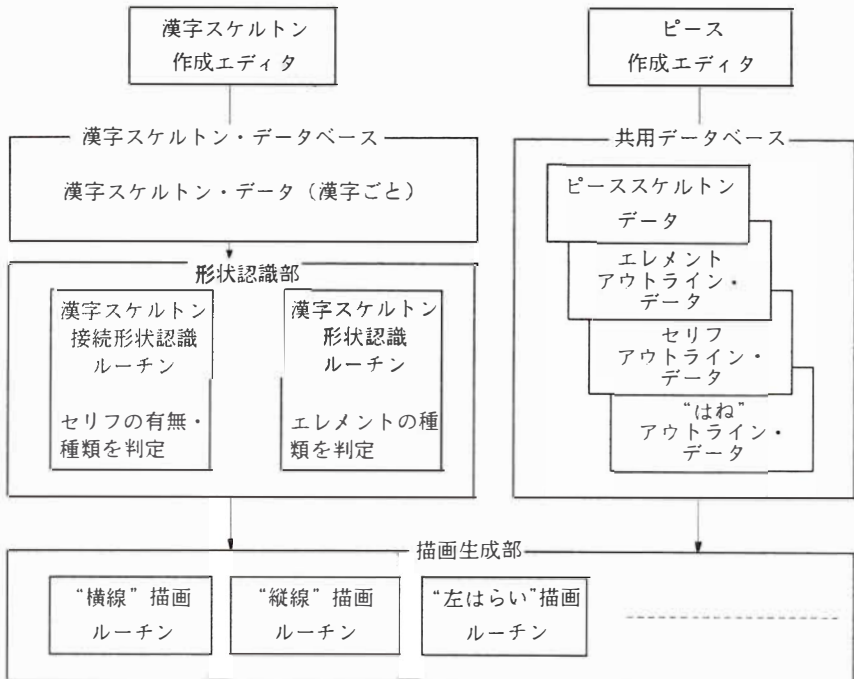 漢字スケルトン
作成エディタ
ピース
作成エディタ
漢字スケルトン・データベース
漢字スケルトン・データ（漢字ごと）
共用データベース
ピーススケルトン
データ
エレメント
アウトライン・
データ
セリフ
アウトライン・
データ
“はね”
アウトライン・
データ
形状認識部
漢字スケルトン
接続形状認識
ルーチン
セリフの有無・
種類を判定
漢字スケルトン
形状認識
ルーチン
エレメントの種
類を判定
描画生成部
“横線” 描画
ルーチン
“縦線” 描画
ルーチン
“左はらい”描画
ルーチン